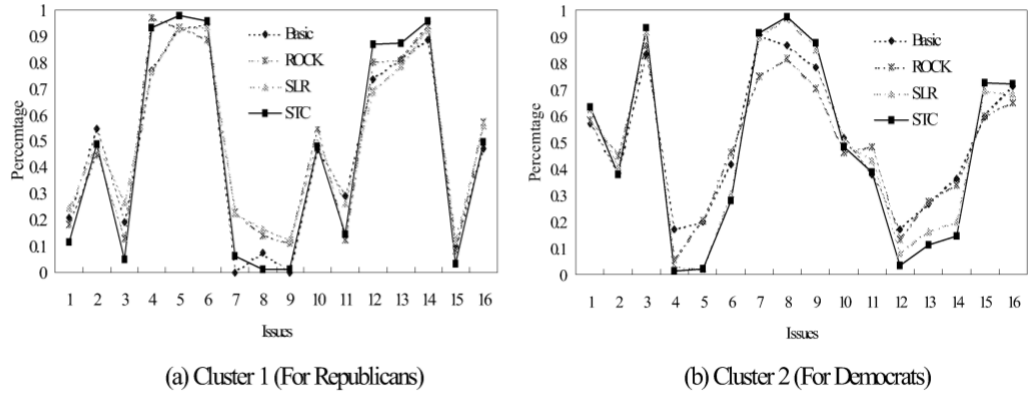 Percemtage
1
0.9
0.8
0.7
0.6
0.5
0.4
0.3
0.2
0.1
0
Basic
ROCK
SLR
STC
1 2 3 4 5 6 7 8 9 10 11 12 13 14 15 16
Issues
(a) Cluster 1 (For Republicans)
Percemtage
1
0.9
0.8
0.7
0.6
0.5
0.4
0.3
0.2
0.1
0
Basic
ROCK
SLR
STC
1 2 3 4 5 6 7 8 9 10 11 12 13 14 15 16
Issues
(b) Cluster 2 (For Democrats)